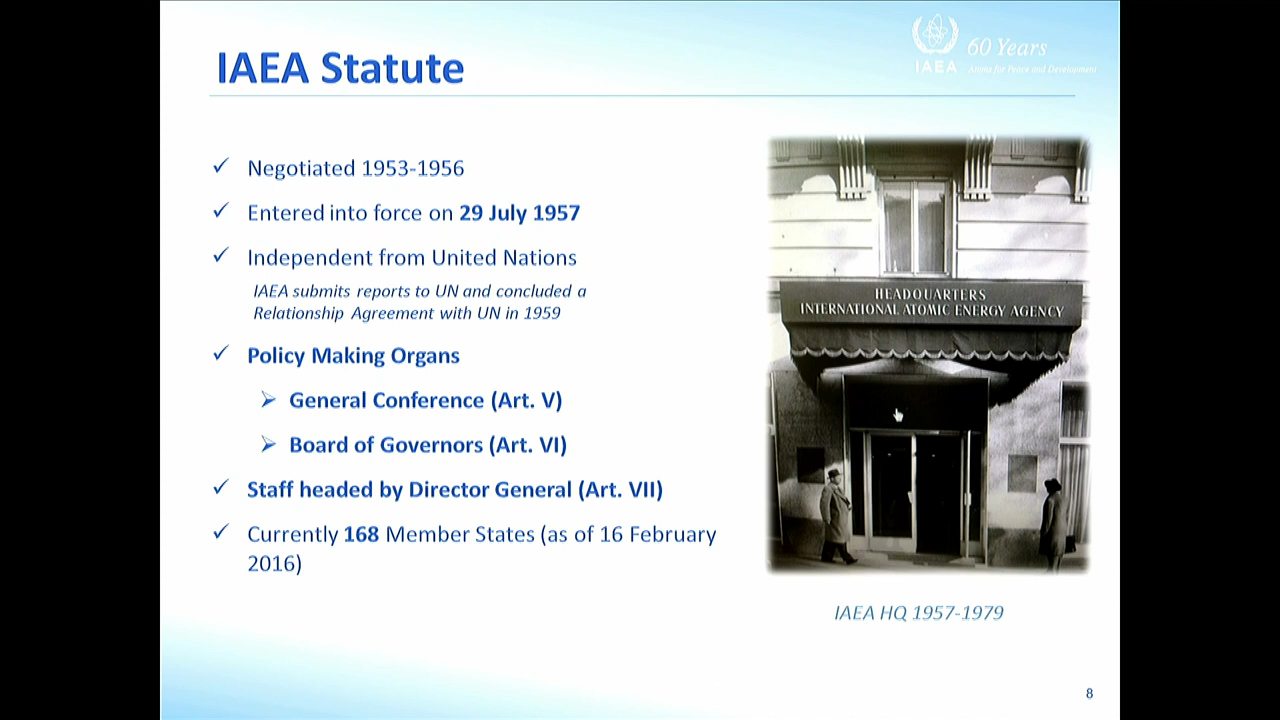 IAEA Statute
60 Years
IAEA Atoms for Peace and Development
Negotiated 1953-1956
Entered into force on 29 July 1957
Independent from United Nations
IAEA submits reports to UN and concluded a
Relationship Agreement with UN in 1959
Policy Making Organs
General Conference (Art. V)
Board of Governors (Art. VI)
Staff headed by Director General (Art. VII)
Currently 168 Member States (as of 16 February
2016)
HEADQUARTERS
INTERNATIONAL ATOMIC ENERGY AGENCY
IAEA HQ 1957-1979
8